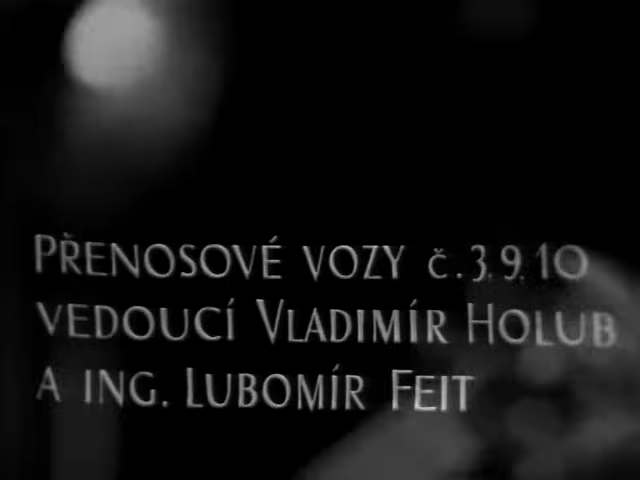 PŘENOSOVÉ VOZY č.3,9,10
VEDOUCÍ VLADIMÍR HOLUB
A ING. LUBOMÍR FEIT